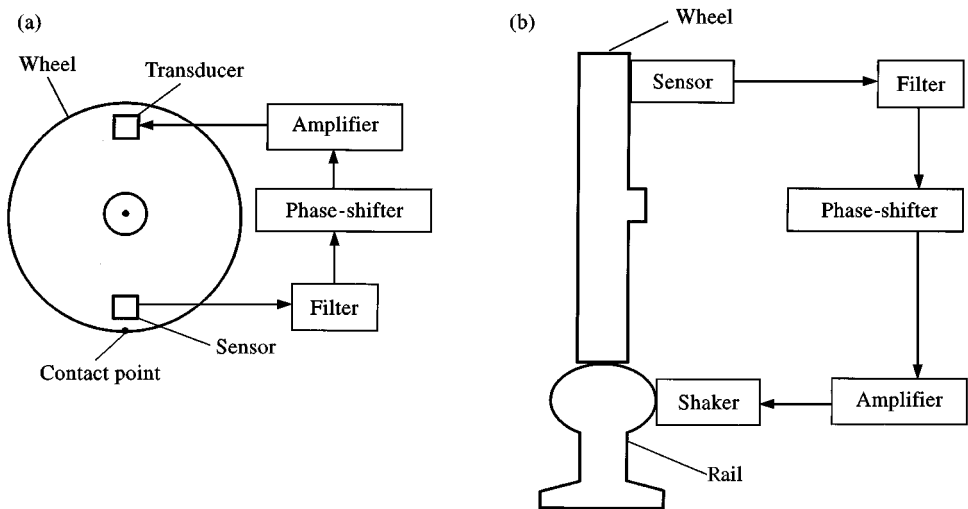 (a)
Wheel
Transducer
Amplifier
Phase-shifter
Filter
Sensor
Contact point
(b)
Wheel
Sensor
Filter
Phase-shifter
Shaker
Amplifier
Rail